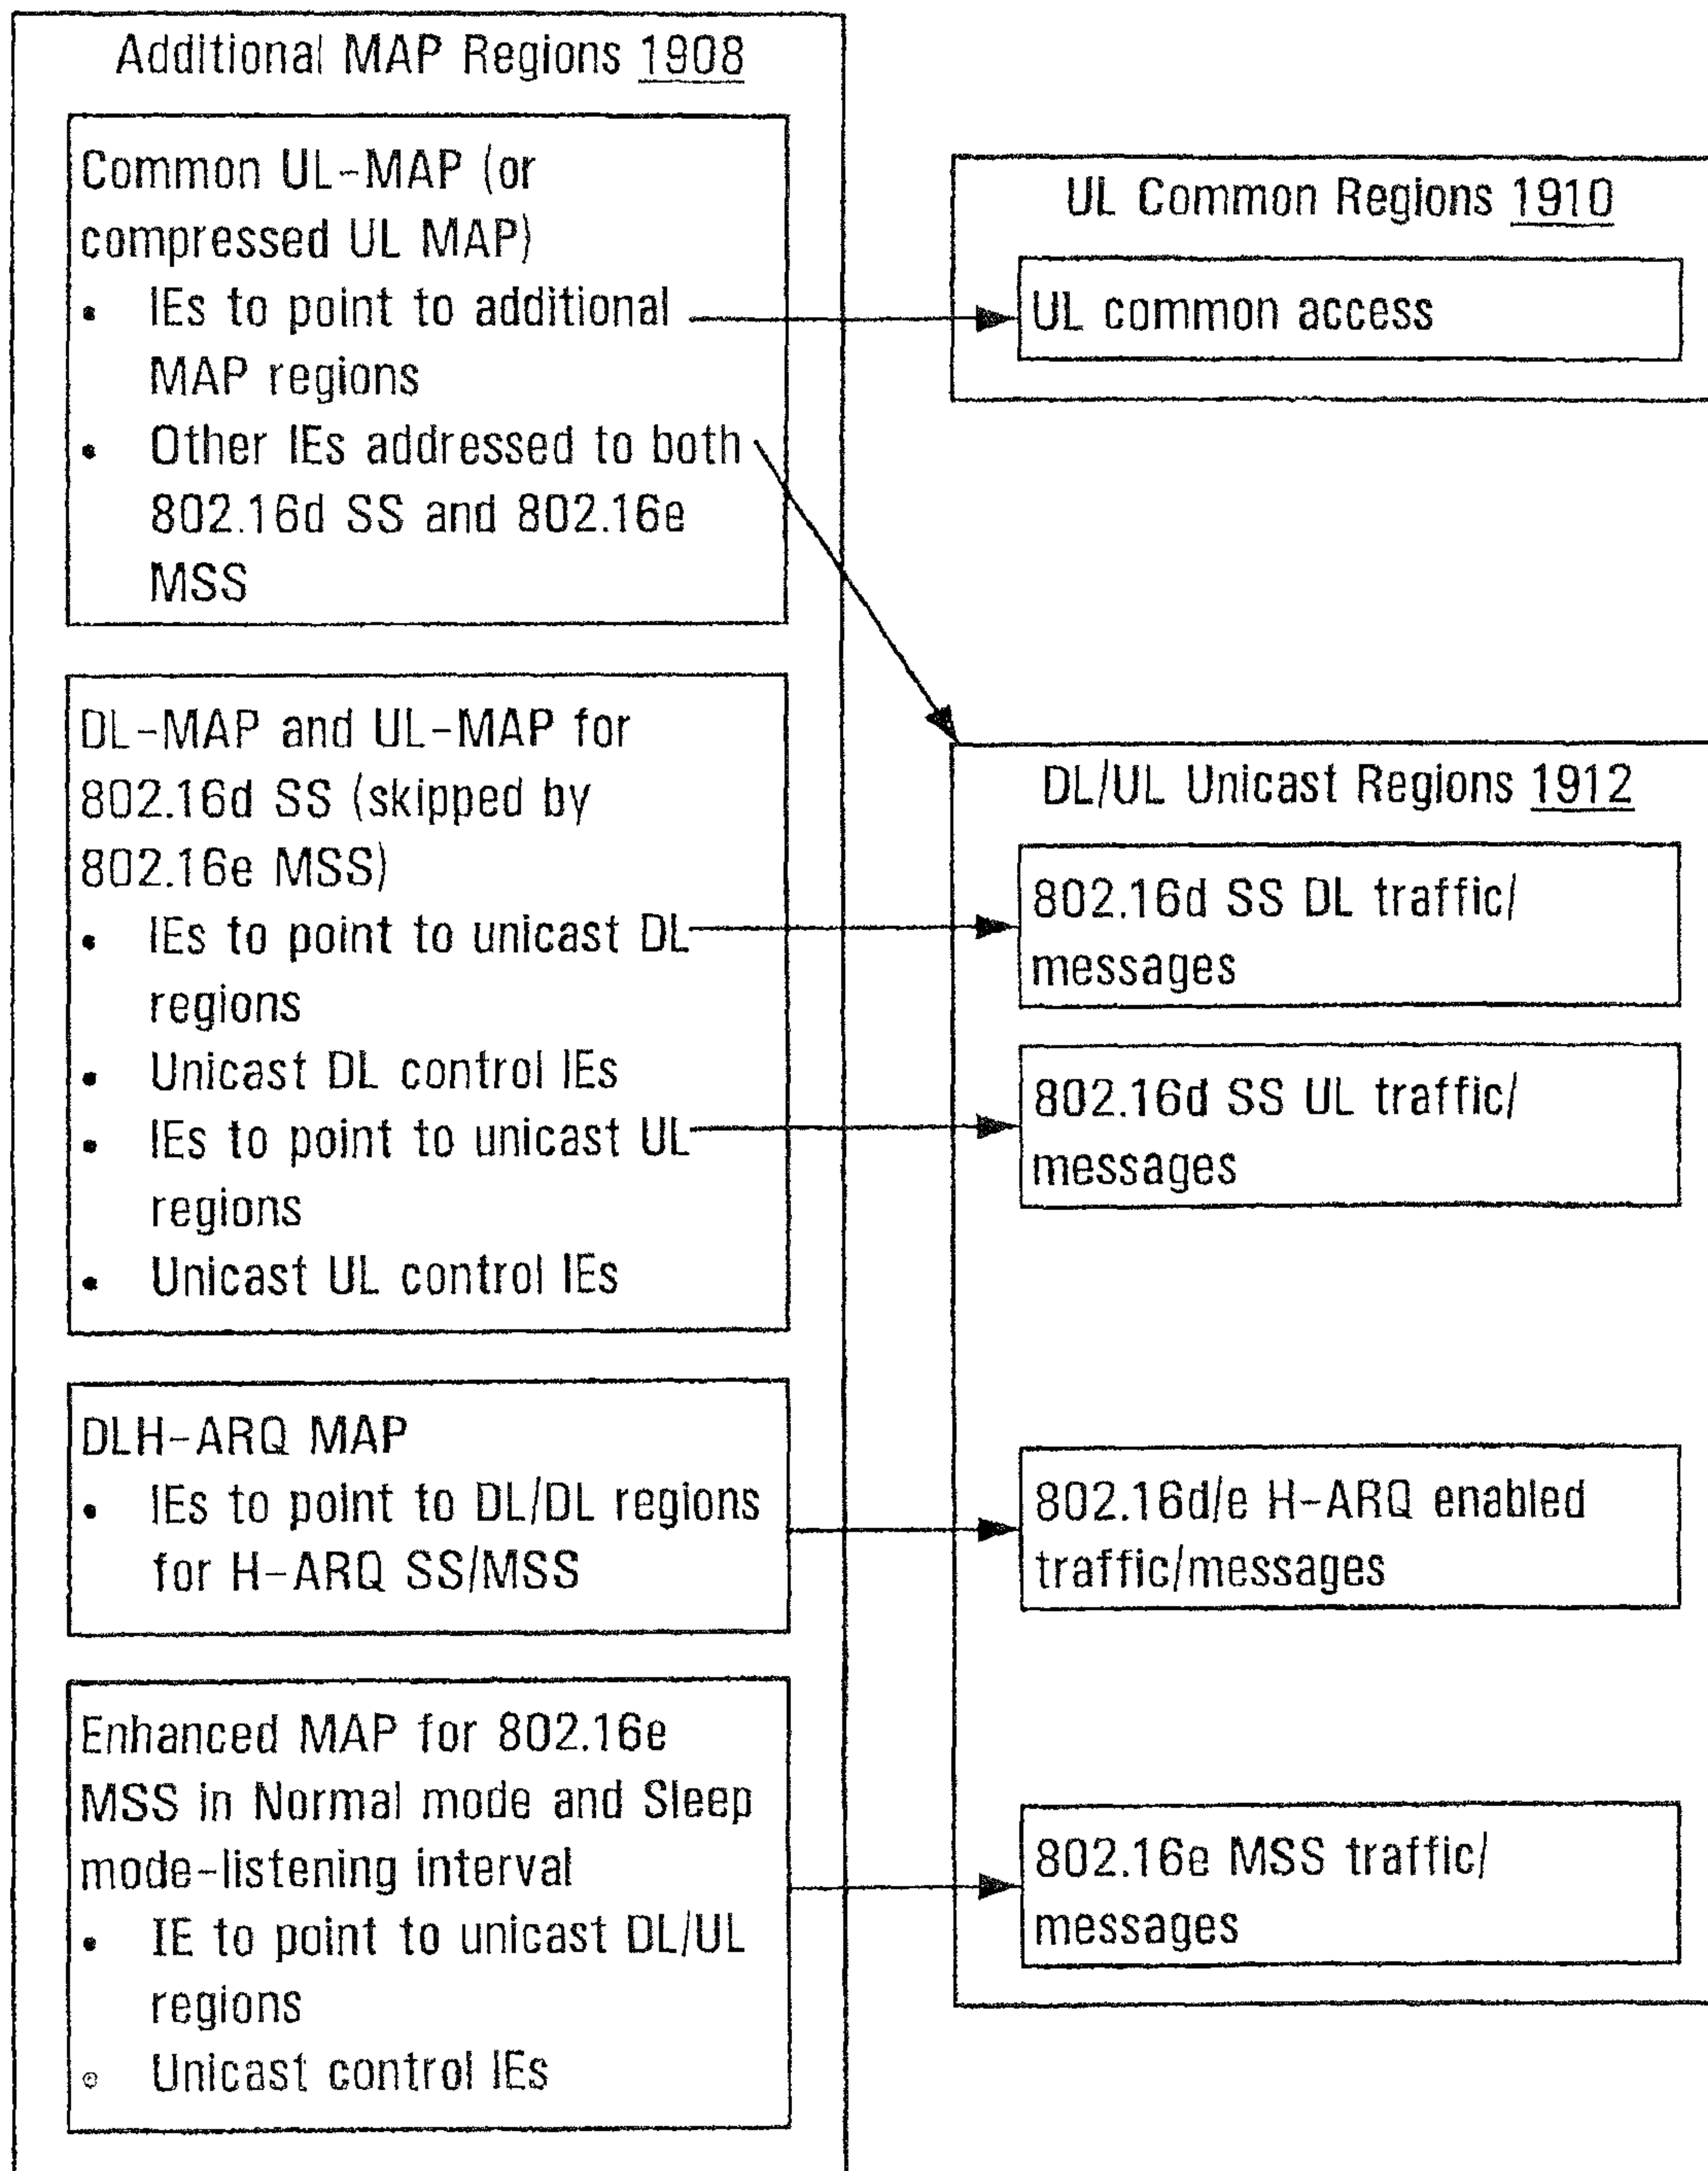 Additional MAP Regions 1908
Common UL-MAP (or
compressed UL MAP)
• IEs to point to additional
MAP regions
• Other IEs addressed to both
802.16d SS and 802.16e
MSS
DL-MAP and UL-MAP for
802.16d SS (skipped by
802.16e MSS)
• IEs to point to unicast DL
regions
• Unicast DL control IEs
• IEs to point to unicast UL
regions
• Unicast UL control IEs
DLH-ARQ MAP
• IEs to point to DL/DL regions
for H-ARQ SS/MSS
Enhanced MAP for 802.16e
MSS in Normal mode and Sleep
mode-listening interval
• IE to point to unicast DL/UL
regions
• Unicast control IEs
UL Common Regions 1910
UL common access
DL/UL Unicast Regions 1912
802.16d SS DL traffic/
messages
802.16d SS UL traffic/
messages
802.16d/e H-ARQ enabled
traffic/messages
802.16e MSS traffic/
messages